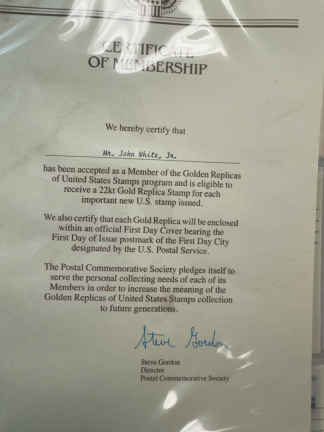 CERTIFICATE
OF MEMBERSHIP
We hereby certify that
Mr. John White, Jr.
has been accepted as a Member of the Golden Replicas
of United States Stamps program and is eligible to
receive a 22kt Gold Replica Stamp for each
important new U.S. stamp issued.
We also certify that each Gold Replica will be enclosed
within an official First Day Cover bearing the
First Day of Issue postmark of the First Day City
designated by the U.S. Postal Service.
The Postal Commemorative Society pledges itself to
serve the personal collecting needs of each of its
Members in order to increase the meaning of the
Golden Replicas of United States Stamps collection
to future generations.
Steve Gordon
Steve Gordon
Director
Postal Commemorative Society